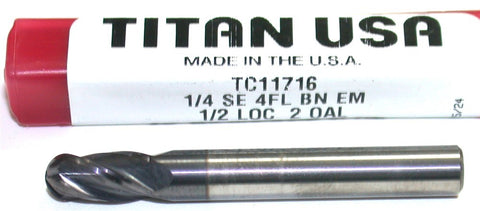 TITAN USA
MADE IN THE U.S.A.
TC11716
1/4 SE 4FL BN EM
1/2 LOC 2 OAL